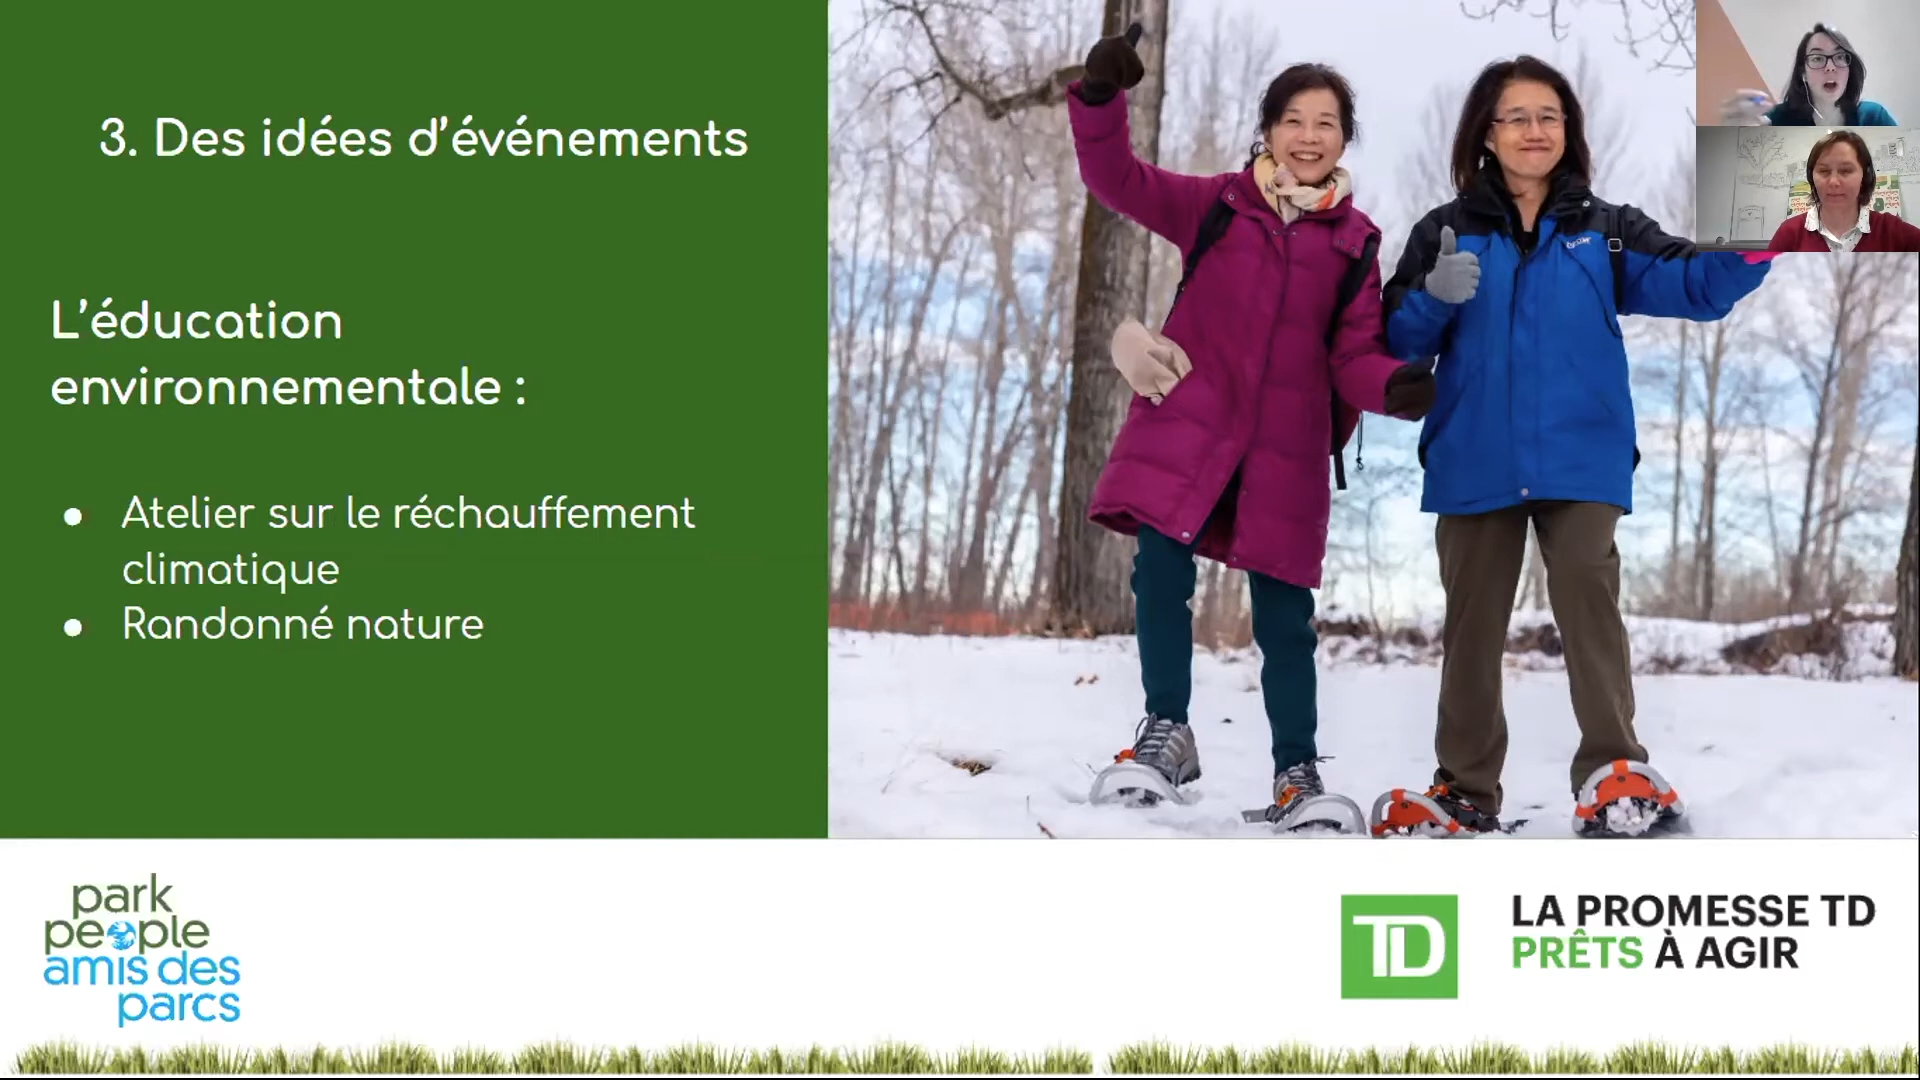 3. Des idées d’événements
L’éducation
environnementale :
● Atelier sur le réchauffement
climatique
● Randonné nature
park
people
amis des
parcs
TD
LA PROMESSE TD
PRÊTS À AGIR